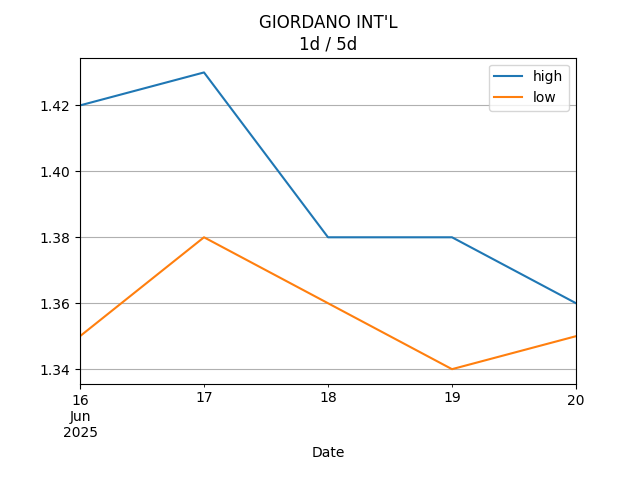 GIORDANO INT'L
1d / 5d
high
low
1.42
1.40
1.38
1.36
1.34
16 17 18 19 20
Jun
2025
Date